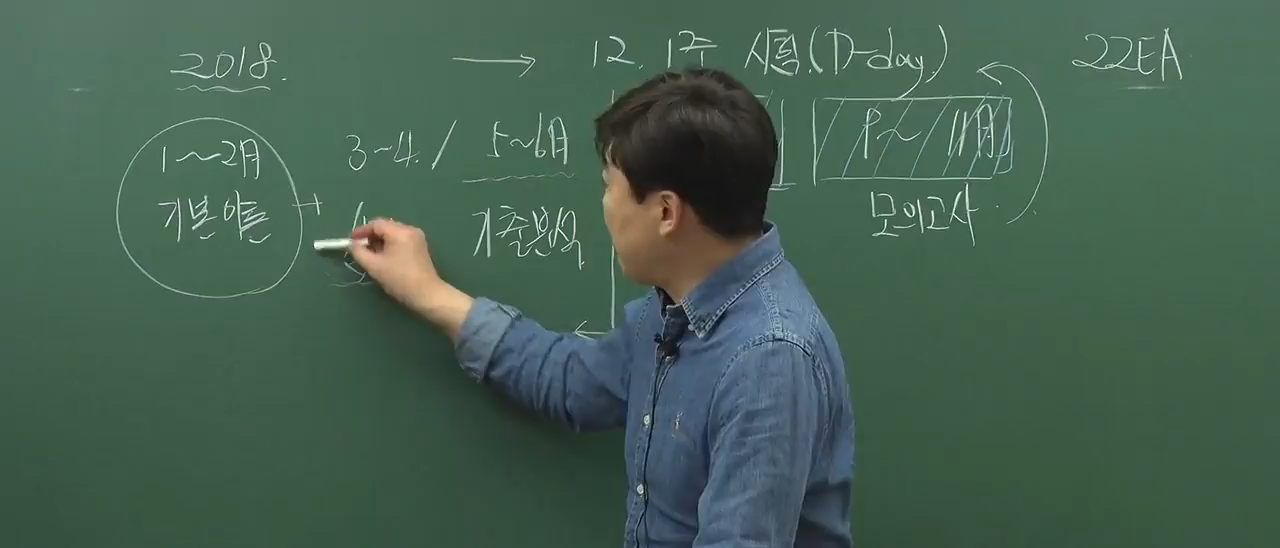 2018. → 12. 1주 시험.(D-day) 22EA
1~2月 3~4. / 5~6月 9~11月
기본이론 + 기출분석 모의고사